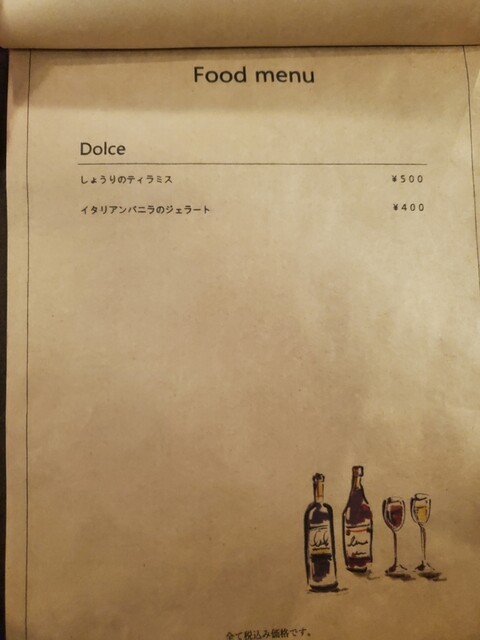 Food menu
Dolce
しょうりのティラミス ¥500
イタリアンバニラのジェラート ¥400
全て税込み価格です。